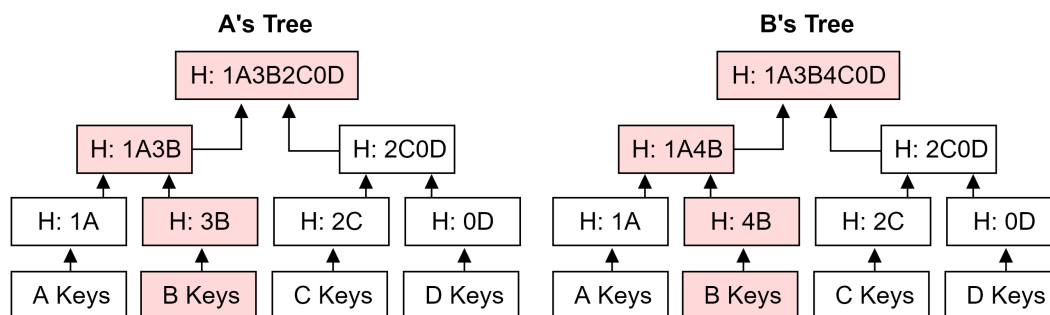 A's Tree
H: 1A3B2C0D
H: 1A3B
H: 2C0D
H: 1A
H: 3B
H: 2C
H: 0D
A Keys
B Keys
C Keys
D Keys
B's Tree
H: 1A3B4C0D
H: 1A4B
H: 2C0D
H: 1A
H: 4B
H: 2C
H: 0D
A Keys
B Keys
C Keys
D Keys